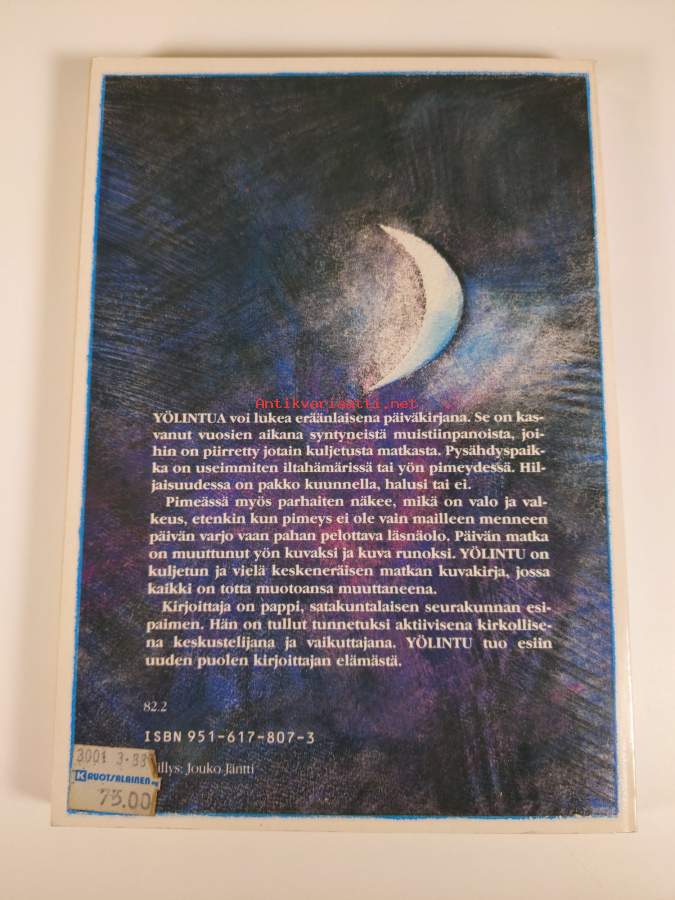 Antikvariaatti.net
YÖLINTUA voi lukea eräänlaisena päiväkirjana. Se on kas-
vanut vuosien aikana syntyneistä muistiinpanoista, joi-
hin on piirretty jotain kuljetusta matkasta. Pysähdyspaik-
ka on useimmiten iltahämärissä tai yön pimeydessä. Hil-
jaisuudessa on pakko kuunnella, halusi tai ei.
Pimeässä myös parhaiten näkee, mikä on valo ja val-
keus, etenkin kun pimeys ei ole vain mailleen menneen
päivän varjo vaan pahan pelottava läsnäolo. Päivän matka
on muuttunut yön kuvaksi ja kuva runoksi. YÖLINTU on
kuljetun ja vielä keskeneräisen matkan kuvakirja, jossa
kaikki on totta muotoansa muuttaneena.
Kirjoittaja on pappi, satakuntalaisen seurakunnan esi-
paimen. Hän on tullut tunnetuksi aktiivisena kirkollise-
na keskustelijana ja vaikuttajana. YÖLINTU tuo esiin
uuden puolen kirjoittajan elämästä.
82.2
ISBN 951-617-807-3
3001 3.33
K RUOTSALAINEN
75.00
Jouko Jäntti